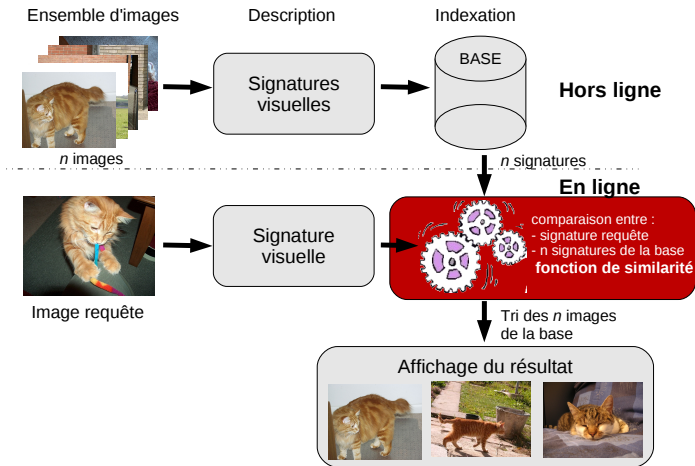 Ensemble d'images
Description
Indexation
Signatures
visuelles
BASE
Hors ligne
n images
n signatures
En ligne
Signature
visuelle
comparaison entre :
- signature requête
- n signatures de la base
fonction de similarité
Image requête
Tri des n images
de la base
Affichage du résultat